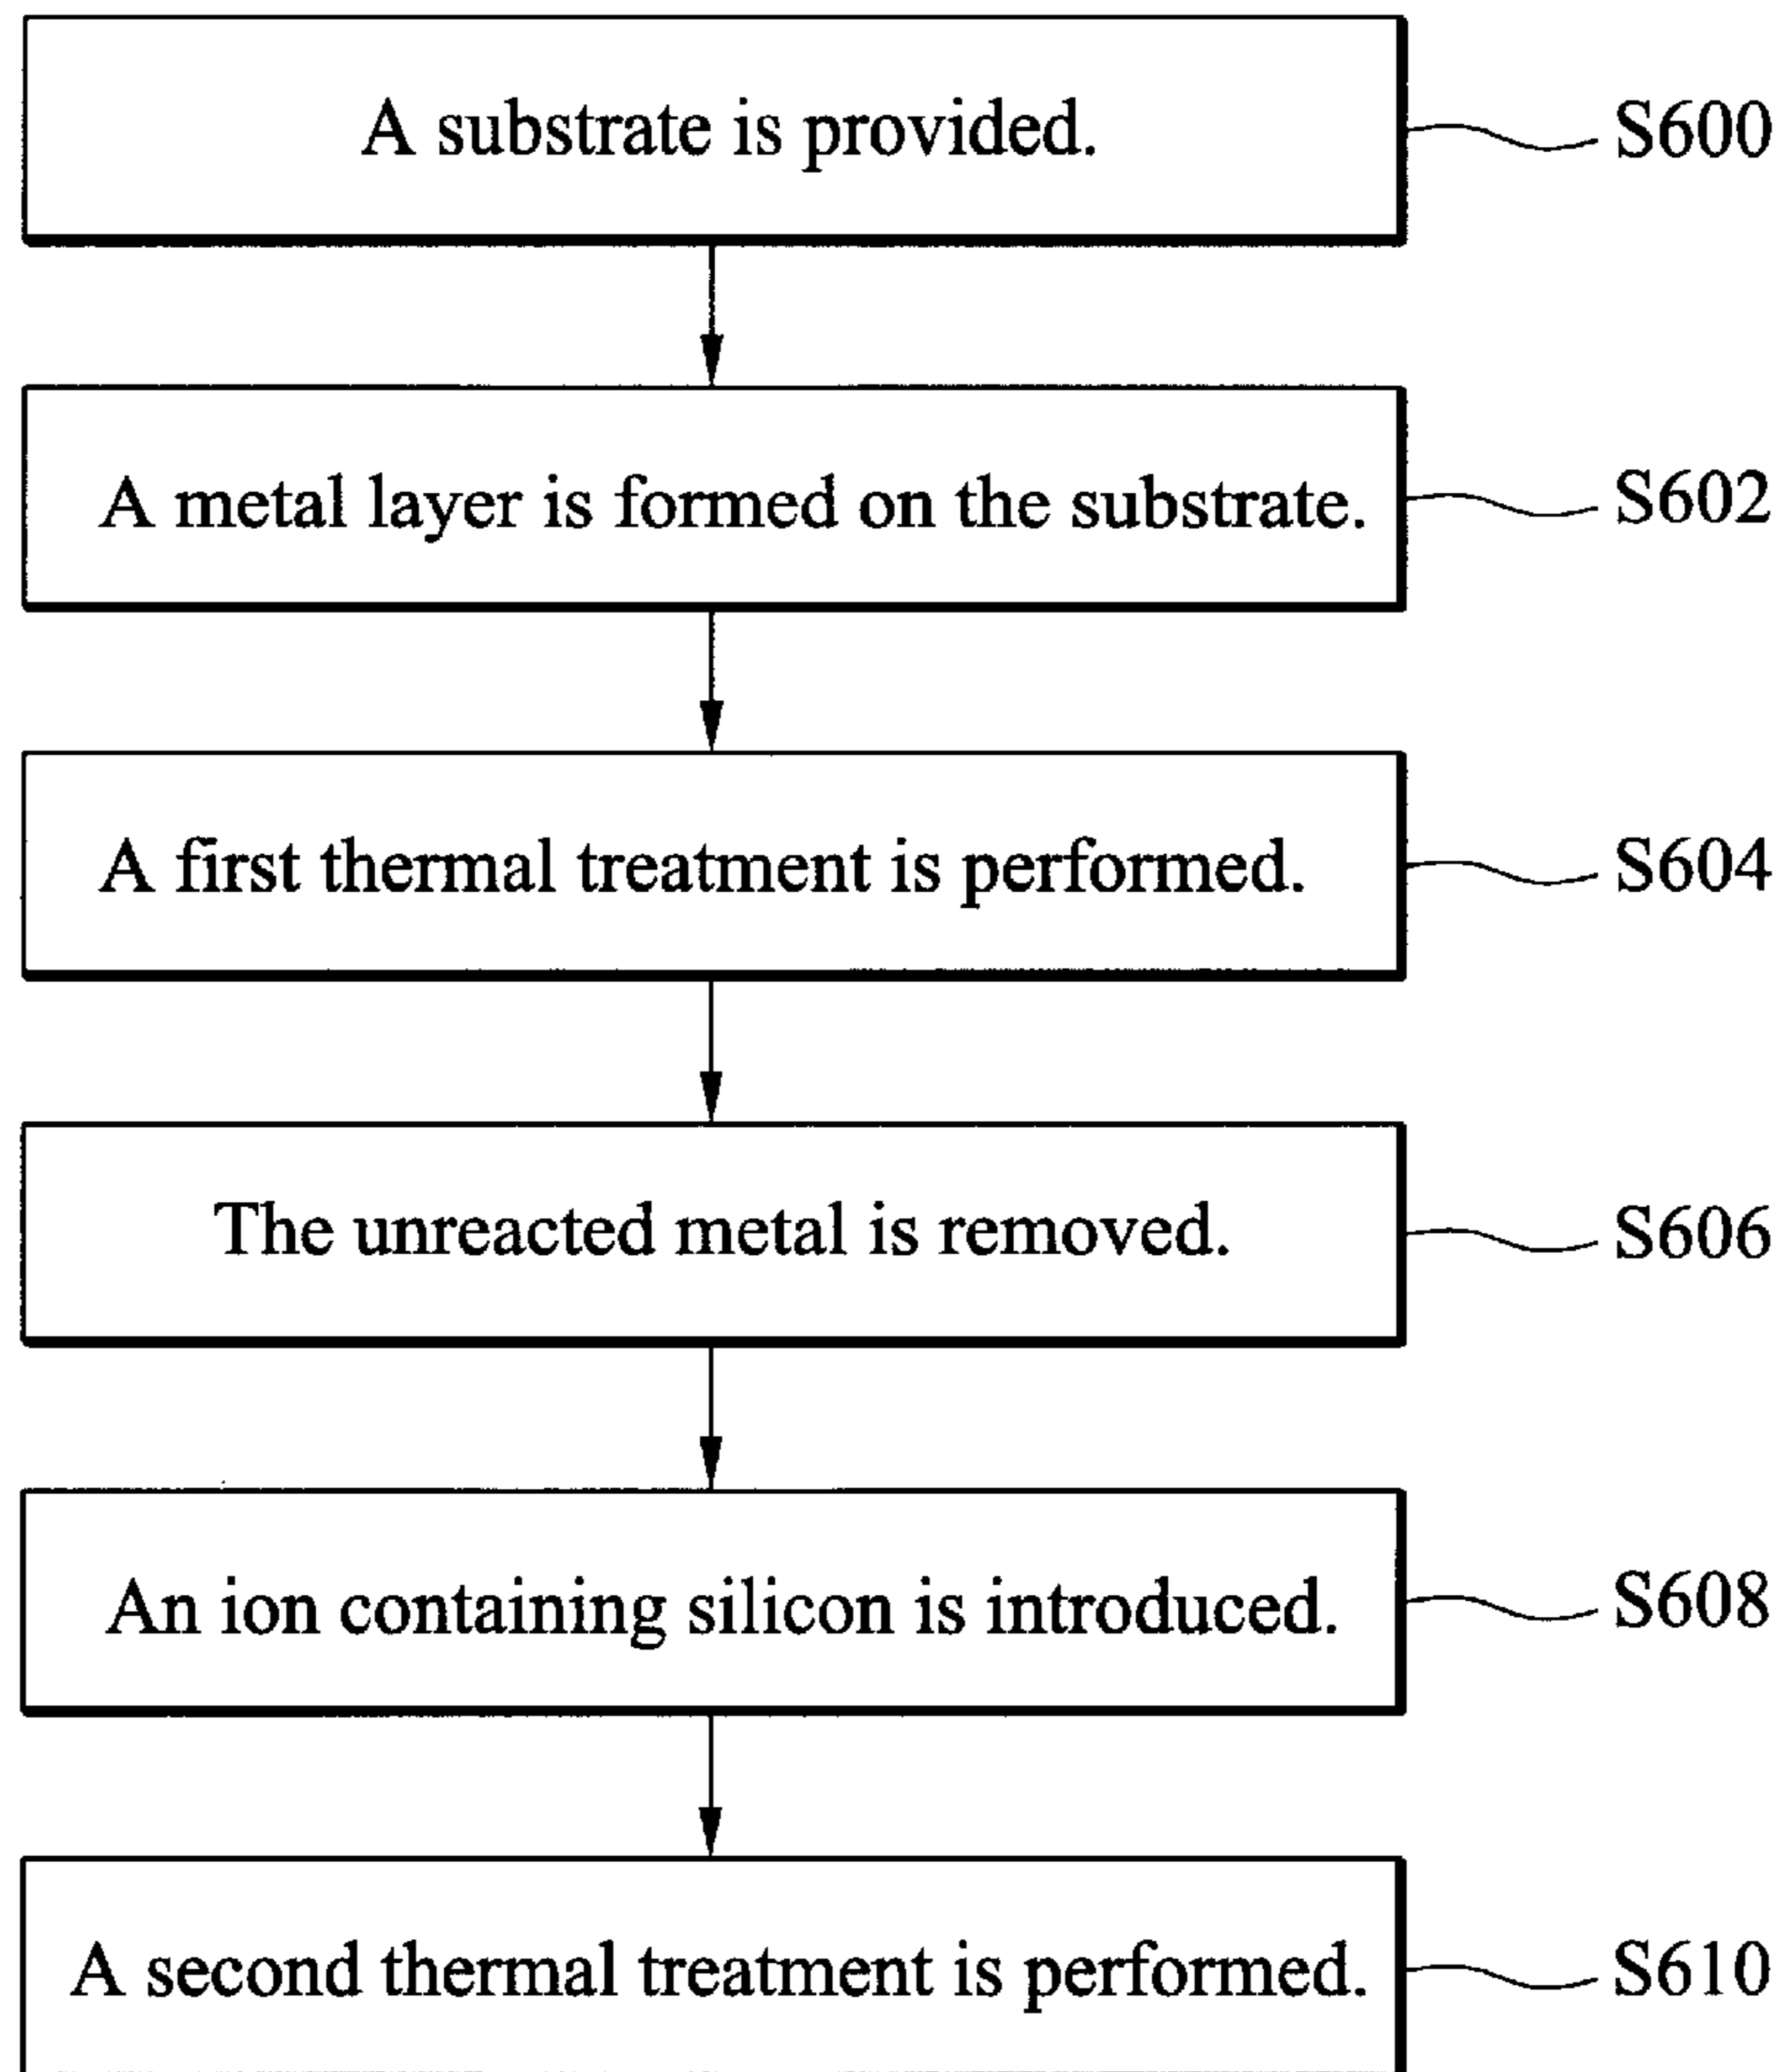 A substrate is provided.
S600
A metal layer is formed on the substrate.
S602
A first thermal treatment is performed.
S604
The unreacted metal is removed.
S606
An ion containing silicon is introduced.
S608
A second thermal treatment is performed.
S610